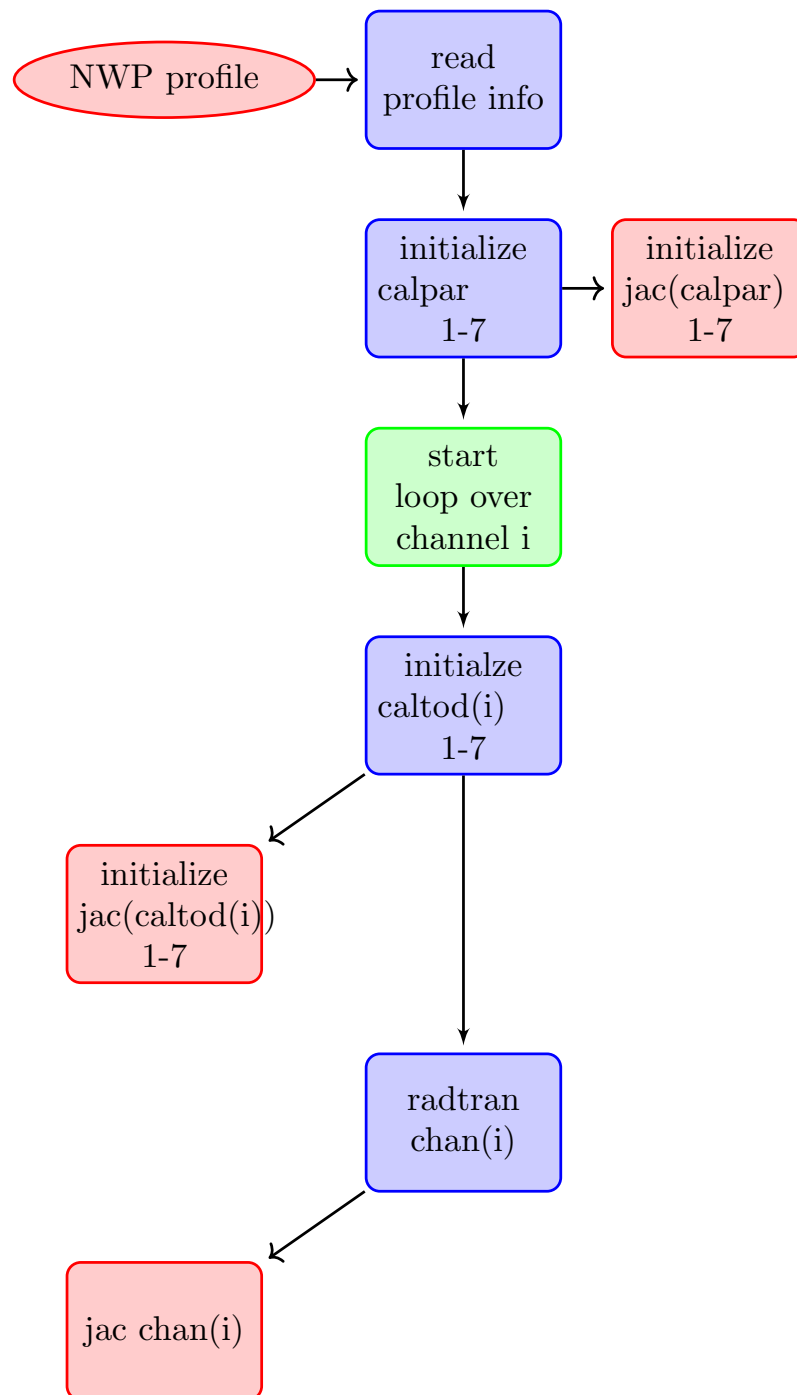 NWP profile
read
profile info
initialize
calpar
1-7
initialize
jac(calpar)
1-7
start
loop over
channel i
initialze
caltod(i)
1-7
initialize
jac(caltod(i))
1-7
radtran
chan(i)
jac chan(i)